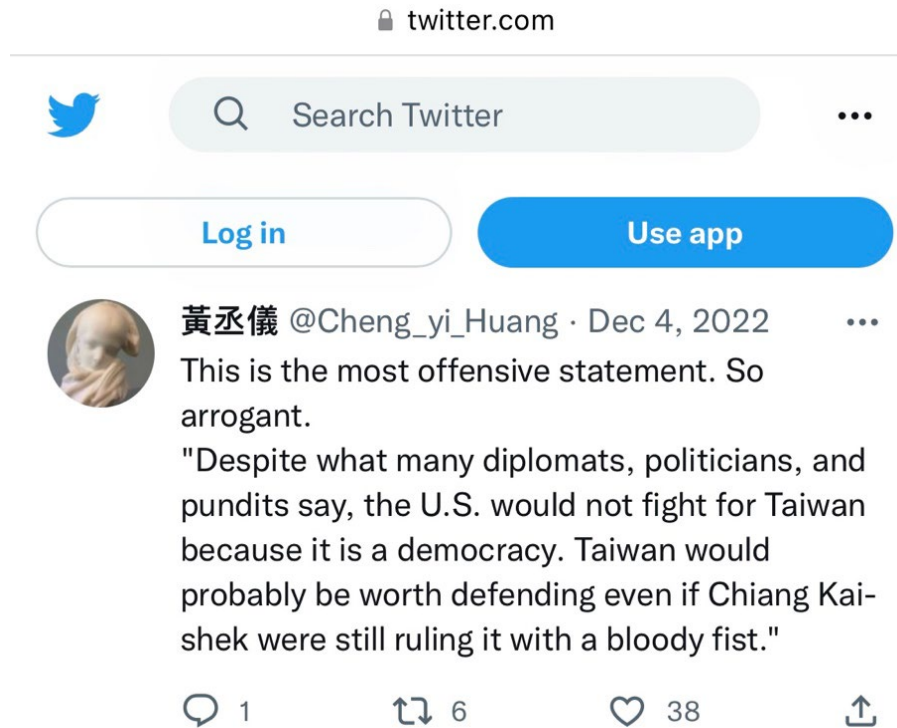 twitter.com
Search Twitter
Log in
Use app
黃丞儀 @Cheng_yi_Huang · Dec 4, 2022
This is the most offensive statement. So
arrogant.
"Despite what many diplomats, politicians, and
pundits say, the U.S. would not fight for Taiwan
because it is a democracy. Taiwan would
probably be worth defending even if Chiang Kai-
shek were still ruling it with a bloody fist."
1
6
38